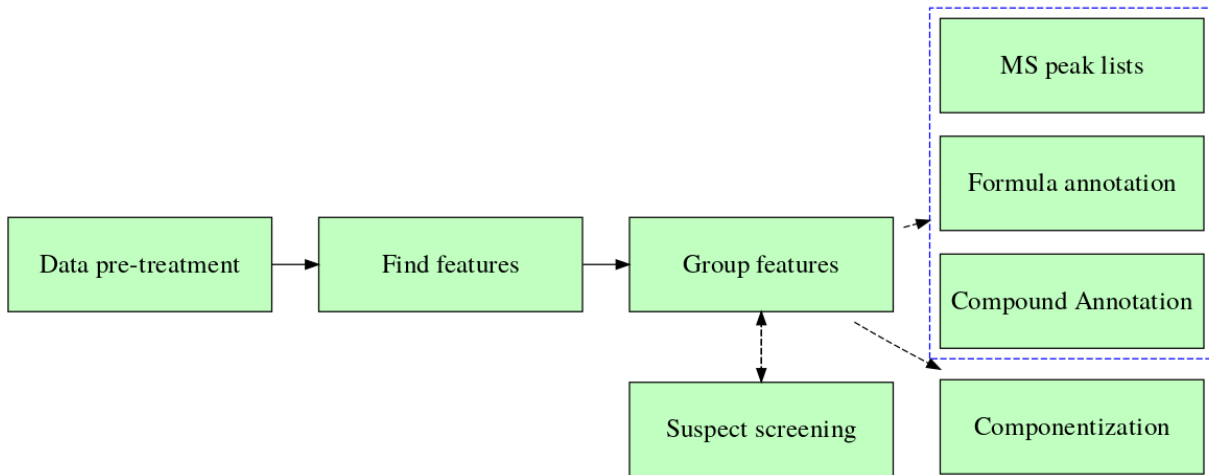 MS peak lists
Formula annotation
Data pre-treatment
Find features
Group features
Compound Annotation
Suspect screening
Componentization